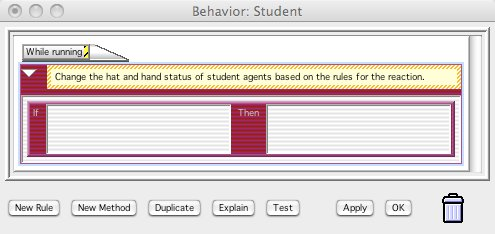 Behavior: Student
While running
Change the hat and hand status of student agents based on the rules for the reaction.
If Then
New Rule New Method Duplicate Explain Test Apply OK